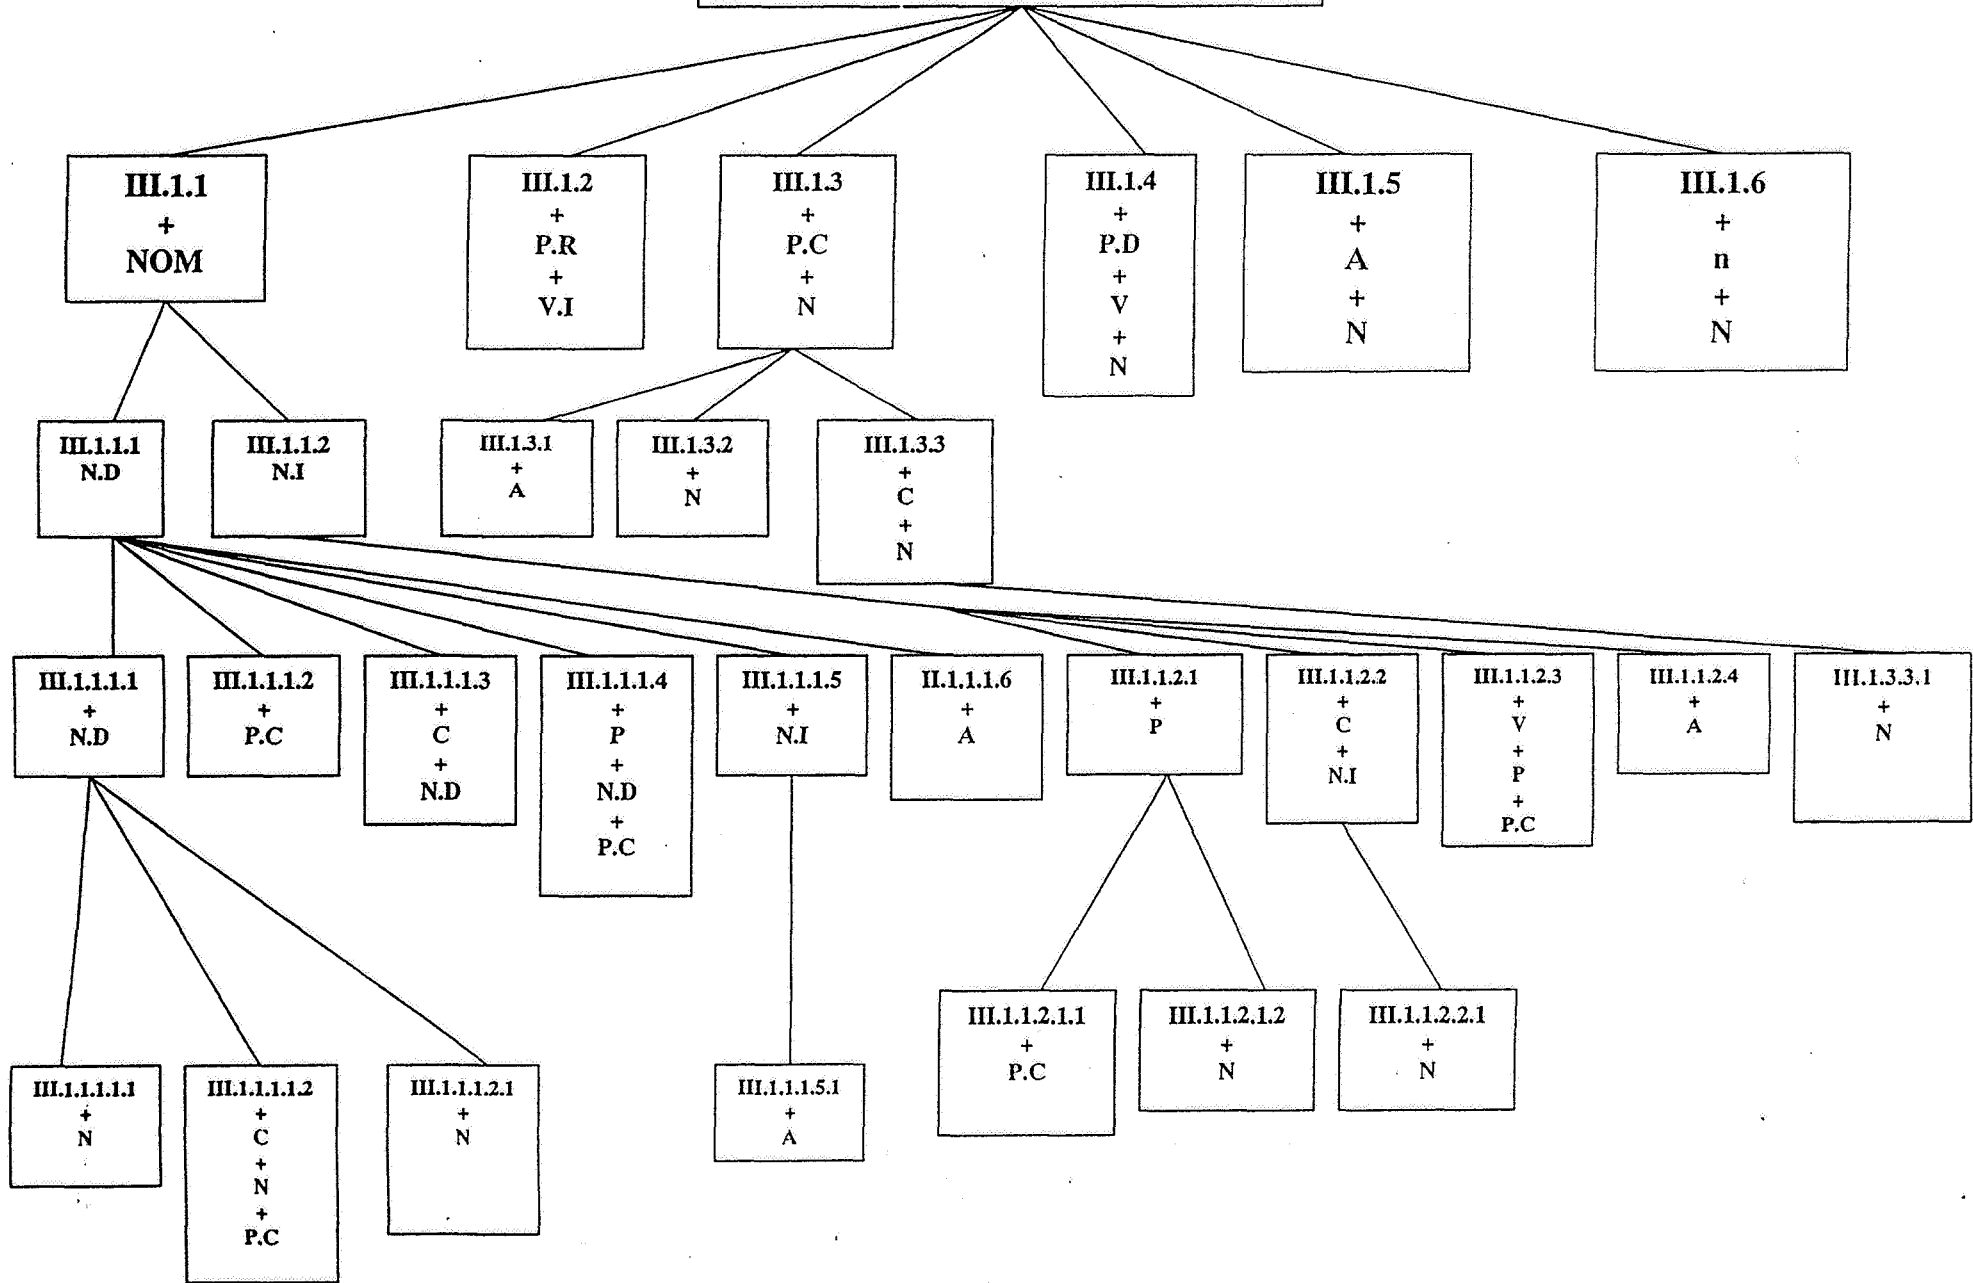 III.1.1
+
NOM
III.1.2
+
P.R
+
V.I
III.1.3
+
P.C
+
N
III.1.4
+
P.D
+
V
+
N
III.1.5
+
A
+
N
III.1.6
+
n
+
N
III.1.1.1
N.D
III.1.1.2
N.I
III.1.3.1
+
A
III.1.3.2
+
N
III.1.3.3
+
C
+
N
III.1.1.1.1
+
N.D
III.1.1.1.2
+
P.C
III.1.1.1.3
+
C
+
N.D
III.1.1.1.4
+
P
+
N.D
+
P.C
III.1.1.1.5
+
N.I
II.1.1.1.6
+
A
III.1.1.2.1
+
P
III.1.1.2.2
+
C
+
N.I
III.1.1.2.3
+
V
+
P
+
P.C
III.1.1.2.4
+
A
III.1.3.3.1
+
N
III.1.1.1.1.1
+
N
III.1.1.1.1.2
+
C
+
N
+
P.C
III.1.1.1.2.1
+
N
III.1.1.1.5.1
+
A
III.1.1.2.1.1
+
P.C
III.1.1.2.1.2
+
N
III.1.1.2.2.1
+
N